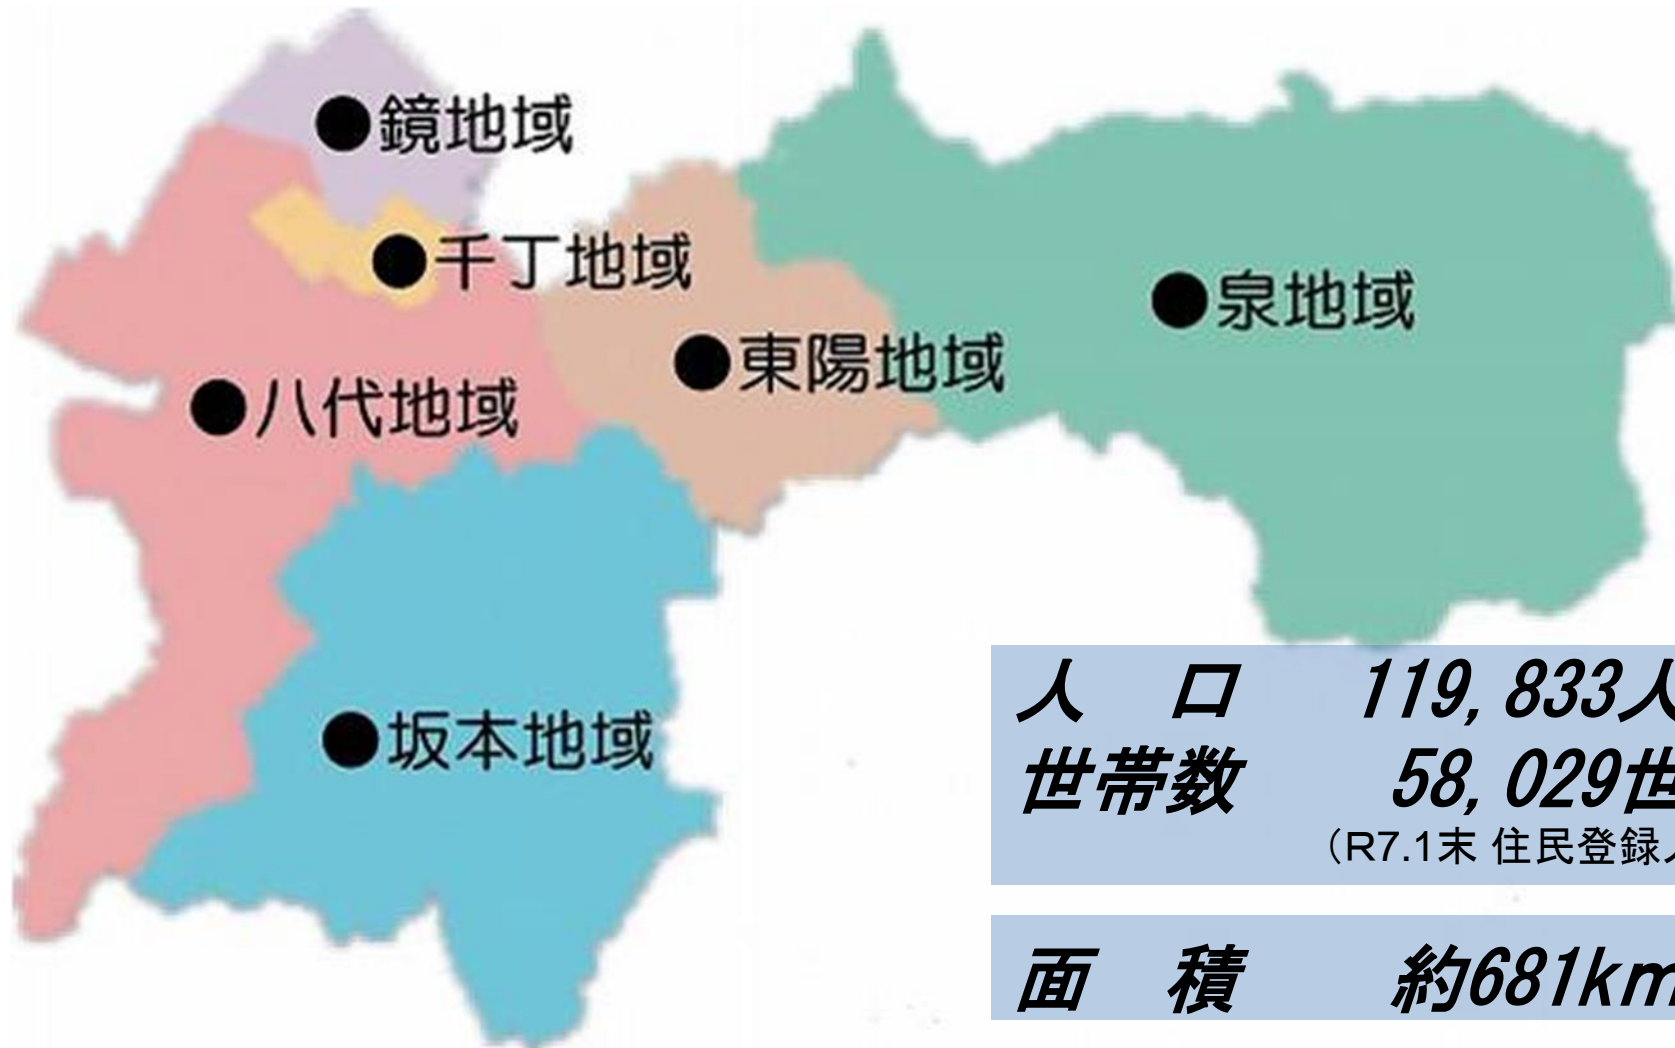 ●鏡地域
●千丁地域
●泉地域
●東陽地域
●八代地域
●坂本地域
人　口　119,833人
世帯数　58,029世
（R7.1末 住民登録
面　積　約681km